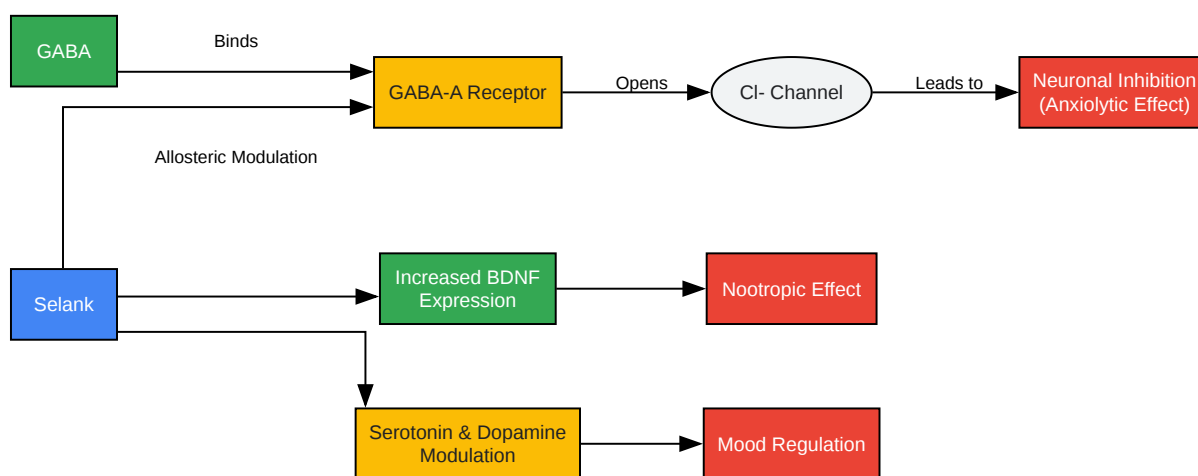 GABA
Binds
GABA-A Receptor
Opens
Cl- Channel
Leads to
Neuronal Inhibition
(Anxiolytic Effect)
Allosteric Modulation
Selank
Increased BDNF
Expression
Nootropic Effect
Serotonin & Dopamine
Modulation
Mood Regulation